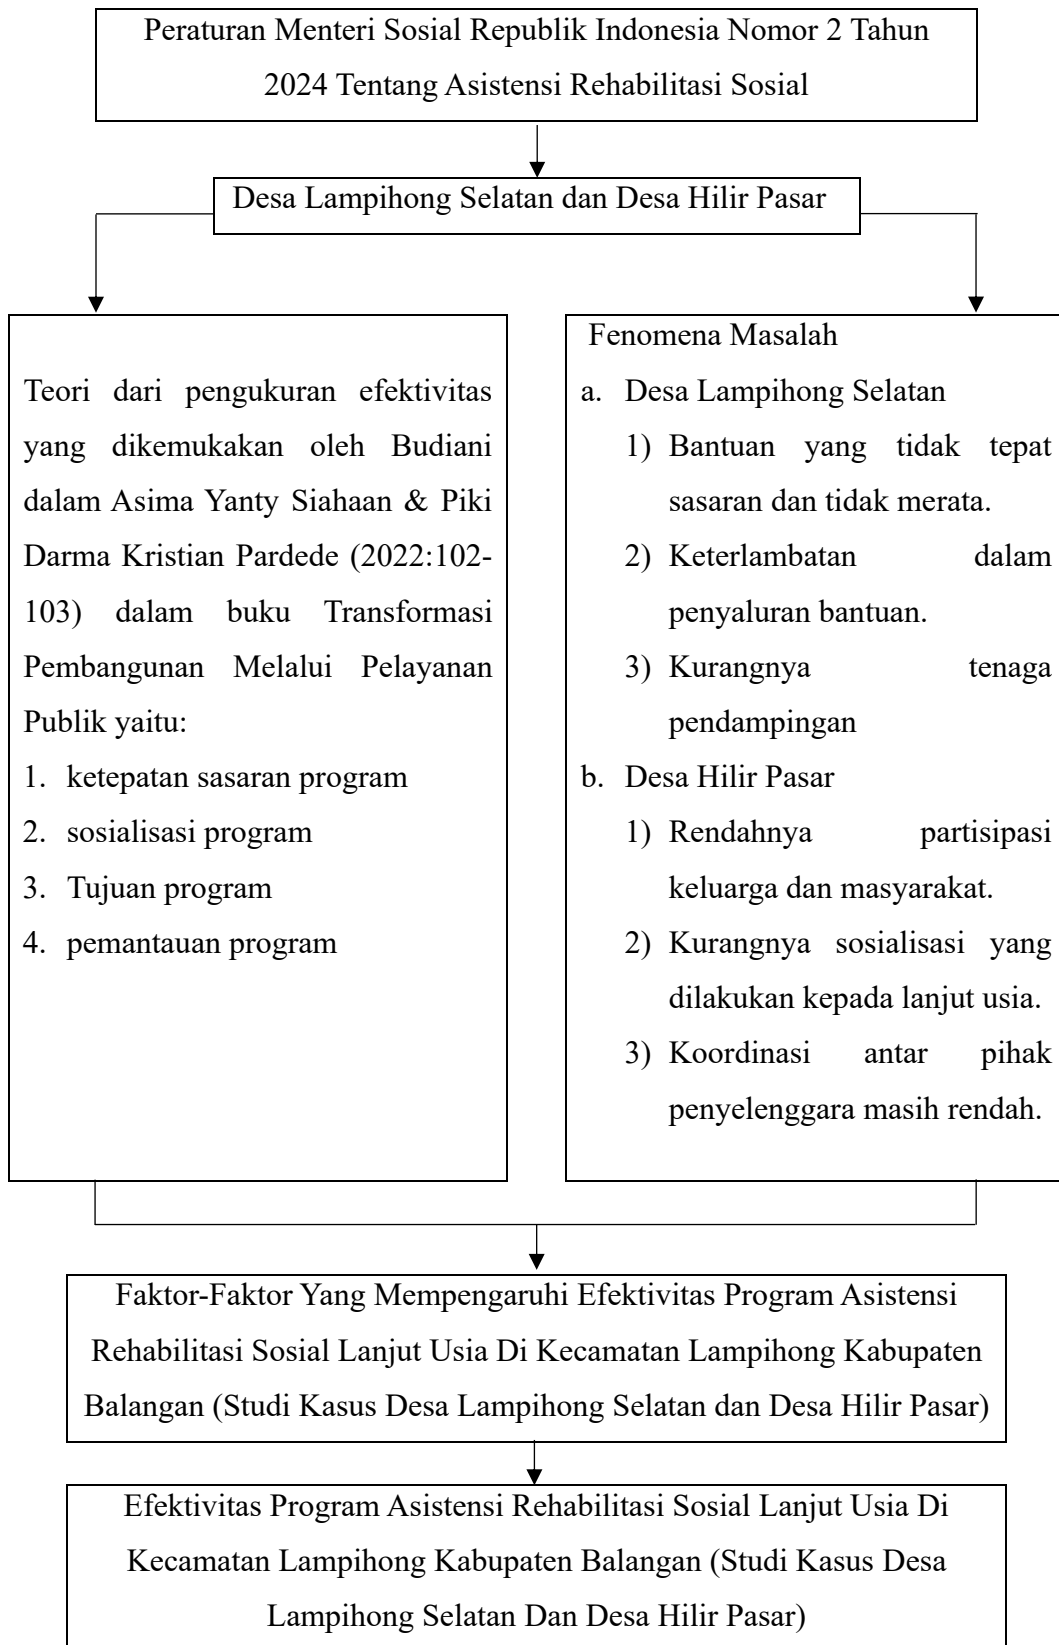 Peraturan Menteri Sosial Republik Indonesia Nomor 2 Tahun
2024 Tentang Asistensi Rehabilitasi Sosial
Desa Lampihong Selatan dan Desa Hilir Pasar
Teori dari pengukuran efektivitas
yang dikemukakan oleh Budiani
dalam Asima Yanty Siahaan & Piki
Darma Kristian Pardede (2022:102-
103) dalam buku Transformasi
Pembangunan Melalui Pelayanan
Publik yaitu:
1. ketepatan sasaran program
2. sosialisasi program
3. Tujuan program
4. pemantauan program
Fenomena Masalah
a. Desa Lampihong Selatan
1) Bantuan yang tidak tepat
sasaran dan tidak merata.
2) Keterlambatan dalam
penyaluran bantuan.
3) Kurangnya tenaga
pendampingan
b. Desa Hilir Pasar
1) Rendahnya partisipasi
keluarga dan masyarakat.
2) Kurangnya sosialisasi yang
dilakukan kepada lanjut usia.
3) Koordinasi antar pihak
penyelenggara masih rendah.
Faktor-Faktor Yang Mempengaruhi Efektivitas Program Asistensi
Rehabilitasi Sosial Lanjut Usia Di Kecamatan Lampihong Kabupaten
Balangan (Studi Kasus Desa Lampihong Selatan dan Desa Hilir Pasar)
Efektivitas Program Asistensi Rehabilitasi Sosial Lanjut Usia Di
Kecamatan Lampihong Kabupaten Balangan (Studi Kasus Desa
Lampihong Selatan Dan Desa Hilir Pasar)